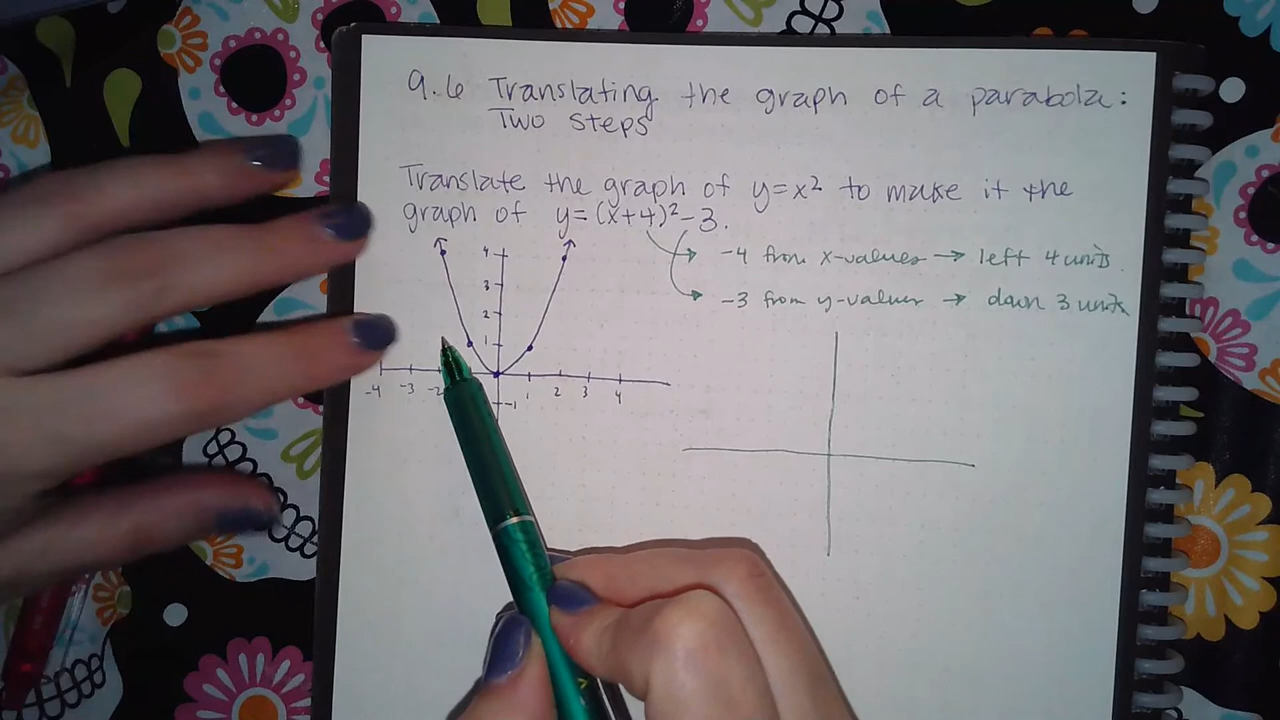 9.6 Translating the graph of a parabola:
Two steps
Translate the graph of y=x² to make it the
graph of y=(x+4)²-3.
-4 from x-values → left 4 units.
-3 from y-values → down 3 units
4
3
2
1
-4 -3 -2 1 2 3 4
-1